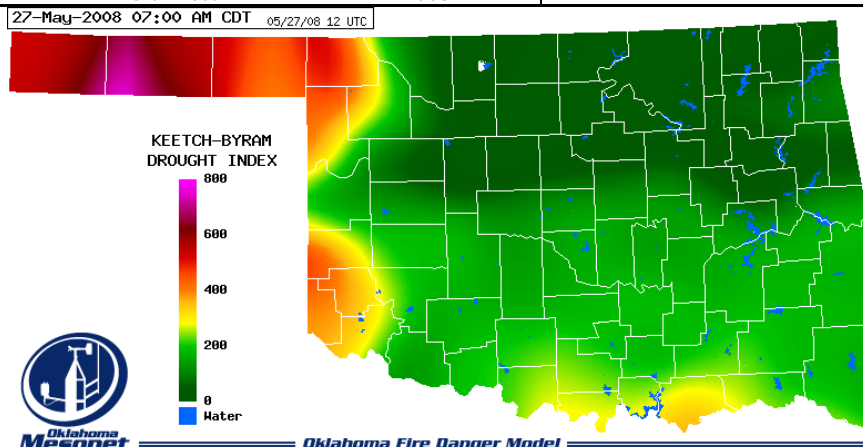 27-May-2008 07:00 AM CDT 05/27/08 12 UTC
KEETCH-BYRAM
DROUGHT INDEX
800
600
400
200
0
Water
Oklahoma
Mesonet
Oklahoma Fire Danger Model